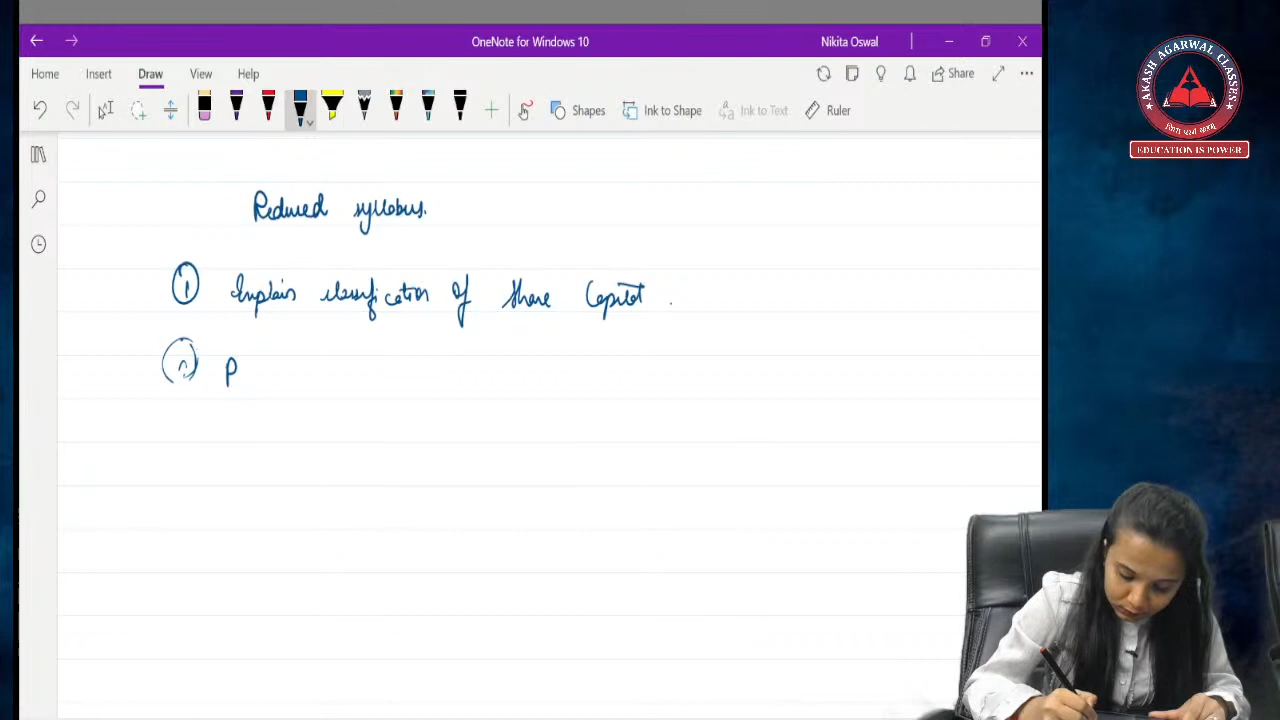 OneNote for Windows 10
Nikita Oswal
Home Insert Draw View Help
Share
Shapes Ink to Shape Ink to Text Ruler
Reduced syllabus.
① Explain classification of Share Capital.
② P
AKASH AGARWAL CLASSES
EDUCATION IS POWER